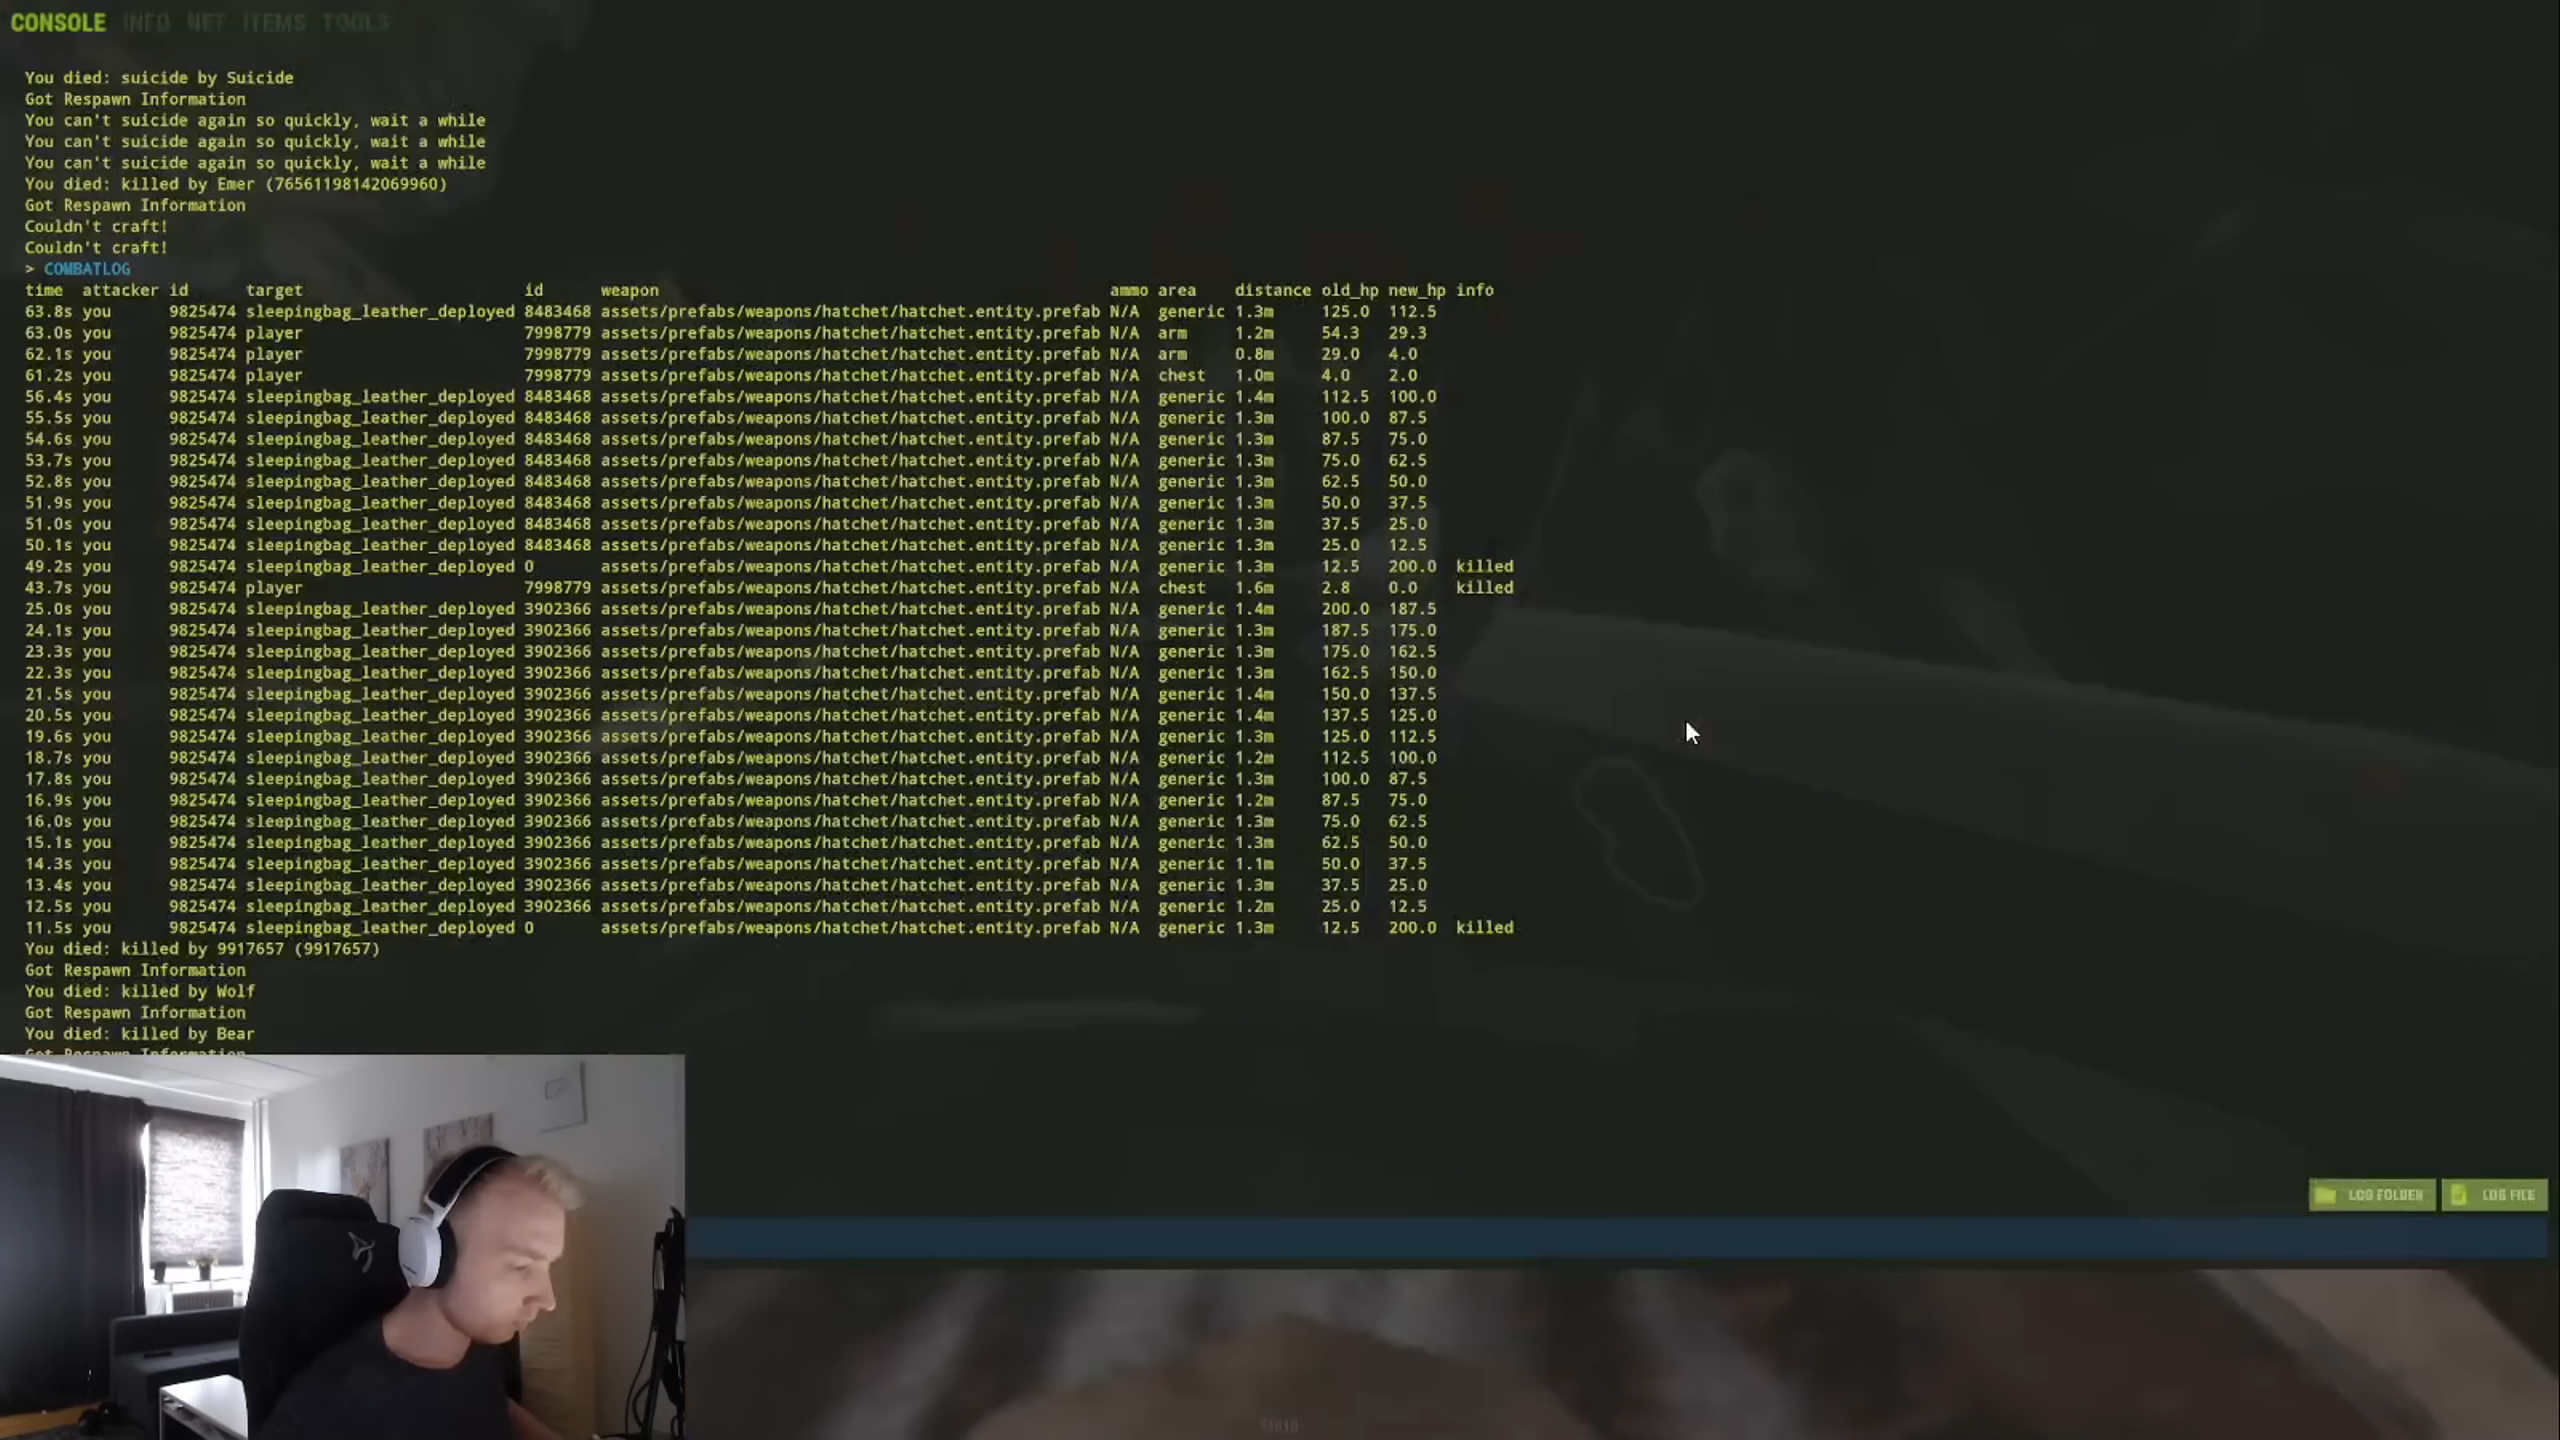 CONSOLE INFO NET ITEMS TOOLS
You died: suicide by Suicide
Got Respawn Information
You can't suicide again so quickly, wait a while
You can't suicide again so quickly, wait a while
You can't suicide again so quickly, wait a while
You died: killed by Emer (76561198142069960)
Got Respawn Information
Couldn't craft!
Couldn't craft!
> COMBATLOG
time attacker id target id weapon ammo area distance old_hp new_hp info
63.8s you 9825474 sleepingbag_leather_deployed 8483468 assets/prefabs/weapons/hatchet/hatchet.entity.prefab N/A generic 1.3m 125.0 112.5
63.0s you 9825474 player 7998779 assets/prefabs/weapons/hatchet/hatchet.entity.prefab N/A arm 1.2m 54.3 29.3
62.1s you 9825474 player 7998779 assets/prefabs/weapons/hatchet/hatchet.entity.prefab N/A arm 0.8m 29.0 4.0
61.2s you 9825474 player 7998779 assets/prefabs/weapons/hatchet/hatchet.entity.prefab N/A chest 1.0m 4.0 2.0
56.4s you 9825474 sleepingbag_leather_deployed 8483468 assets/prefabs/weapons/hatchet/hatchet.entity.prefab N/A generic 1.4m 112.5 100.0
55.5s you 9825474 sleepingbag_leather_deployed 8483468 assets/prefabs/weapons/hatchet/hatchet.entity.prefab N/A generic 1.3m 100.0 87.5
54.6s you 9825474 sleepingbag_leather_deployed 8483468 assets/prefabs/weapons/hatchet/hatchet.entity.prefab N/A generic 1.3m 87.5 75.0
53.7s you 9825474 sleepingbag_leather_deployed 8483468 assets/prefabs/weapons/hatchet/hatchet.entity.prefab N/A generic 1.3m 75.0 62.5
52.8s you 9825474 sleepingbag_leather_deployed 8483468 assets/prefabs/weapons/hatchet/hatchet.entity.prefab N/A generic 1.3m 62.5 50.0
51.9s you 9825474 sleepingbag_leather_deployed 8483468 assets/prefabs/weapons/hatchet/hatchet.entity.prefab N/A generic 1.3m 50.0 37.5
51.0s you 9825474 sleepingbag_leather_deployed 8483468 assets/prefabs/weapons/hatchet/hatchet.entity.prefab N/A generic 1.3m 37.5 25.0
50.1s you 9825474 sleepingbag_leather_deployed 8483468 assets/prefabs/weapons/hatchet/hatchet.entity.prefab N/A generic 1.3m 25.0 12.5
49.2s you 9825474 sleepingbag_leather_deployed 0 assets/prefabs/weapons/hatchet/hatchet.entity.prefab N/A generic 1.3m 12.5 200.0 killed
43.7s you 9825474 player 7998779 assets/prefabs/weapons/hatchet/hatchet.entity.prefab N/A chest 1.6m 2.8 0.0 killed
25.0s you 9825474 sleepingbag_leather_deployed 3902366 assets/prefabs/weapons/hatchet/hatchet.entity.prefab N/A generic 1.4m 200.0 187.5
24.1s you 9825474 sleepingbag_leather_deployed 3902366 assets/prefabs/weapons/hatchet/hatchet.entity.prefab N/A generic 1.3m 187.5 175.0
23.3s you 9825474 sleepingbag_leather_deployed 3902366 assets/prefabs/weapons/hatchet/hatchet.entity.prefab N/A generic 1.3m 175.0 162.5
22.3s you 9825474 sleepingbag_leather_deployed 3902366 assets/prefabs/weapons/hatchet/hatchet.entity.prefab N/A generic 1.3m 162.5 150.0
21.5s you 9825474 sleepingbag_leather_deployed 3902366 assets/prefabs/weapons/hatchet/hatchet.entity.prefab N/A generic 1.4m 150.0 137.5
20.5s you 9825474 sleepingbag_leather_deployed 3902366 assets/prefabs/weapons/hatchet/hatchet.entity.prefab N/A generic 1.4m 137.5 125.0
19.6s you 9825474 sleepingbag_leather_deployed 3902366 assets/prefabs/weapons/hatchet/hatchet.entity.prefab N/A generic 1.3m 125.0 112.5
18.7s you 9825474 sleepingbag_leather_deployed 3902366 assets/prefabs/weapons/hatchet/hatchet.entity.prefab N/A generic 1.2m 112.5 100.0
17.8s you 9825474 sleepingbag_leather_deployed 3902366 assets/prefabs/weapons/hatchet/hatchet.entity.prefab N/A generic 1.3m 100.0 87.5
16.9s you 9825474 sleepingbag_leather_deployed 3902366 assets/prefabs/weapons/hatchet/hatchet.entity.prefab N/A generic 1.2m 87.5 75.0
16.0s you 9825474 sleepingbag_leather_deployed 3902366 assets/prefabs/weapons/hatchet/hatchet.entity.prefab N/A generic 1.3m 75.0 62.5
15.1s you 9825474 sleepingbag_leather_deployed 3902366 assets/prefabs/weapons/hatchet/hatchet.entity.prefab N/A generic 1.3m 62.5 50.0
14.3s you 9825474 sleepingbag_leather_deployed 3902366 assets/prefabs/weapons/hatchet/hatchet.entity.prefab N/A generic 1.1m 50.0 37.5
13.4s you 9825474 sleepingbag_leather_deployed 3902366 assets/prefabs/weapons/hatchet/hatchet.entity.prefab N/A generic 1.3m 37.5 25.0
12.5s you 9825474 sleepingbag_leather_deployed 3902366 assets/prefabs/weapons/hatchet/hatchet.entity.prefab N/A generic 1.2m 25.0 12.5
11.5s you 9825474 sleepingbag_leather_deployed 0 assets/prefabs/weapons/hatchet/hatchet.entity.prefab N/A generic 1.3m 12.5 200.0 killed
You died: killed by 9917657 (9917657)
Got Respawn Information
You died: killed by Wolf
Got Respawn Information
You died: killed by Bear
Got Respawn Information
LOG FOLDER LOG FILE